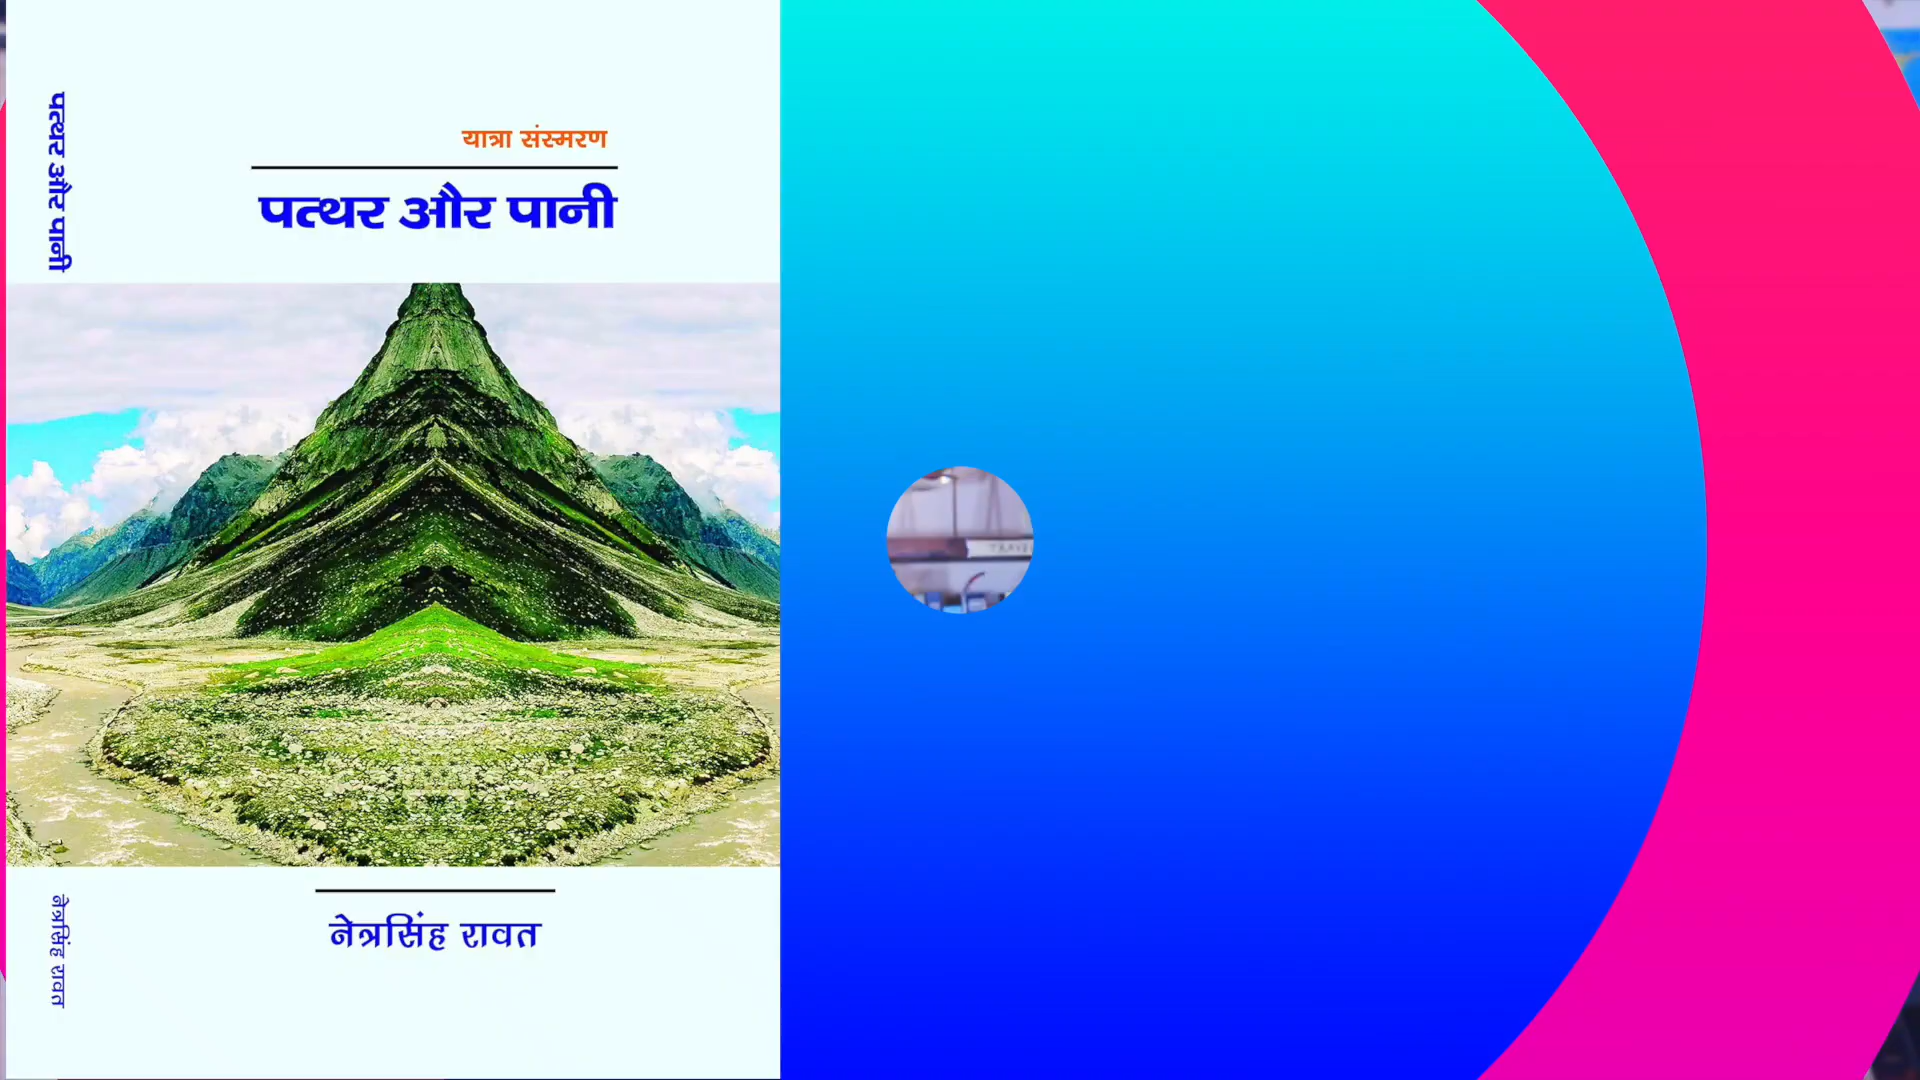 पत्थर और पानी
यात्रा संस्मरण
पत्थर और पानी
नेत्रसिंह रावत
नेत्रसिंह रावत